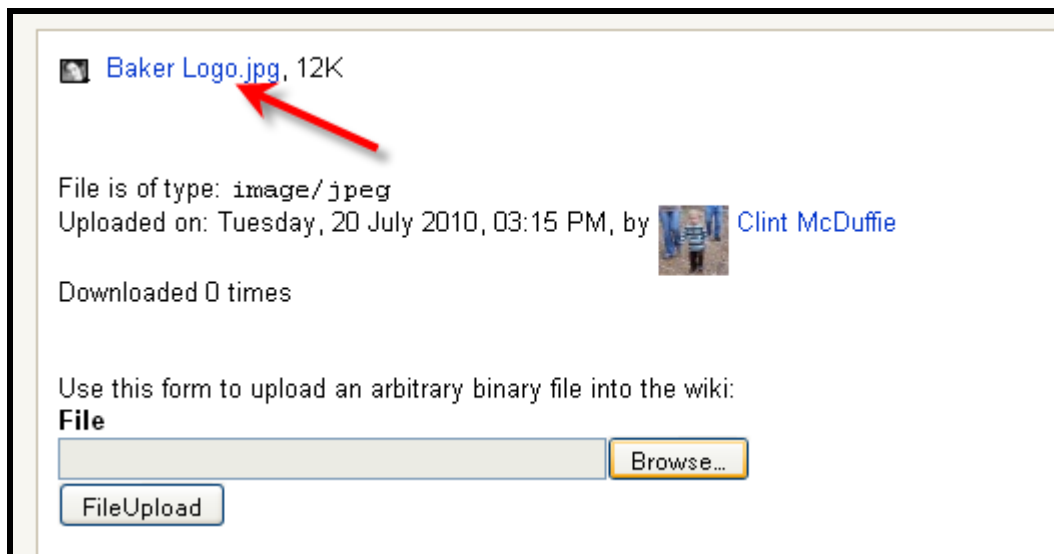 Baker Logo.jpg, 12K
File is of type: image/jpeg
Uploaded on: Tuesday, 20 July 2010, 03:15 PM, by Clint McDuffie
Downloaded 0 times
Use this form to upload an arbitrary binary file into the wiki:
File
Browse...
FileUpload